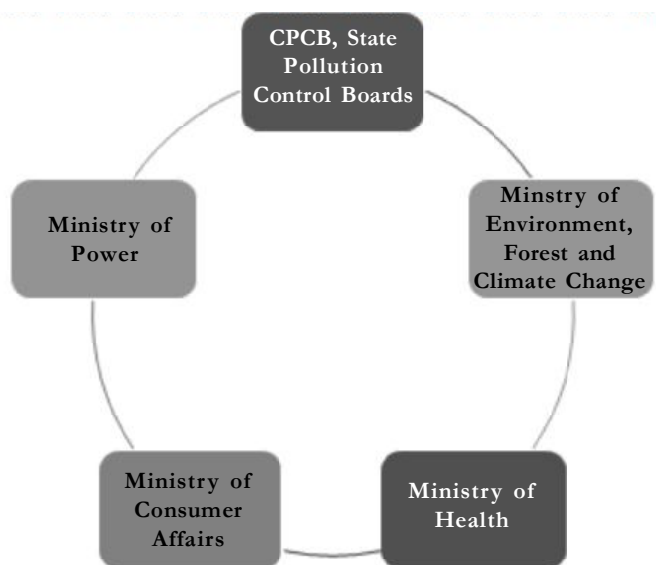 CPCB, State
Pollution
Control Boards
Ministry of
Power
Minstry of
Environment,
Forest and
Climate Change
Ministry of
Consumer
Affairs
Ministry of
Health